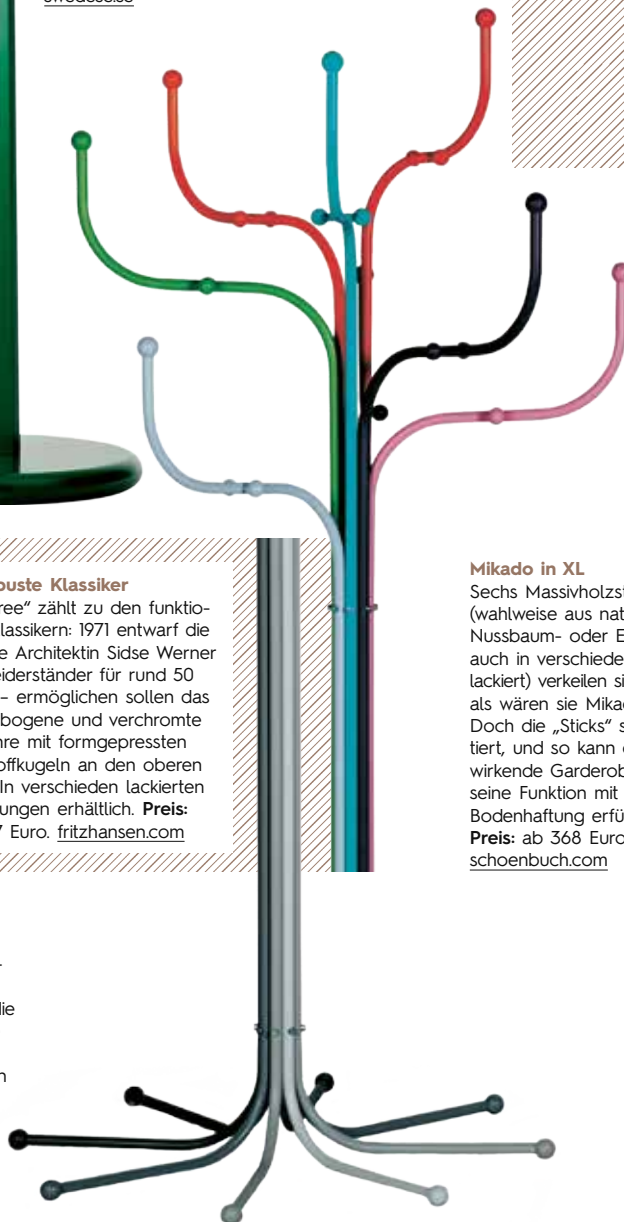 puste Klassiker
ree“ zählt zu den funktio-
lassikern: 1971 entwarf die
e Architektin Sidse Werner
eiderständer für rund 50
– ermöglichen sollen das
bogene und verchromte
hre mit formgepressten
offkugeln an den oberen
In verschieden lackierten
ungen erhältlich. Preis:
7 Euro. fritzhansen.com
Mikado in XL
Sechs Massivholzst
(wahlweise aus nat
Nussbaum- oder E
auch in verschiede
lackiert) verkeilen si
als wären sie Mikad
Doch die „Sticks“ s
tiert, und so kann d
wirkende Garderob
seine Funktion mit
Bodenhaftung erfü
Preis: ab 368 Euro
schoenbuch.com
die